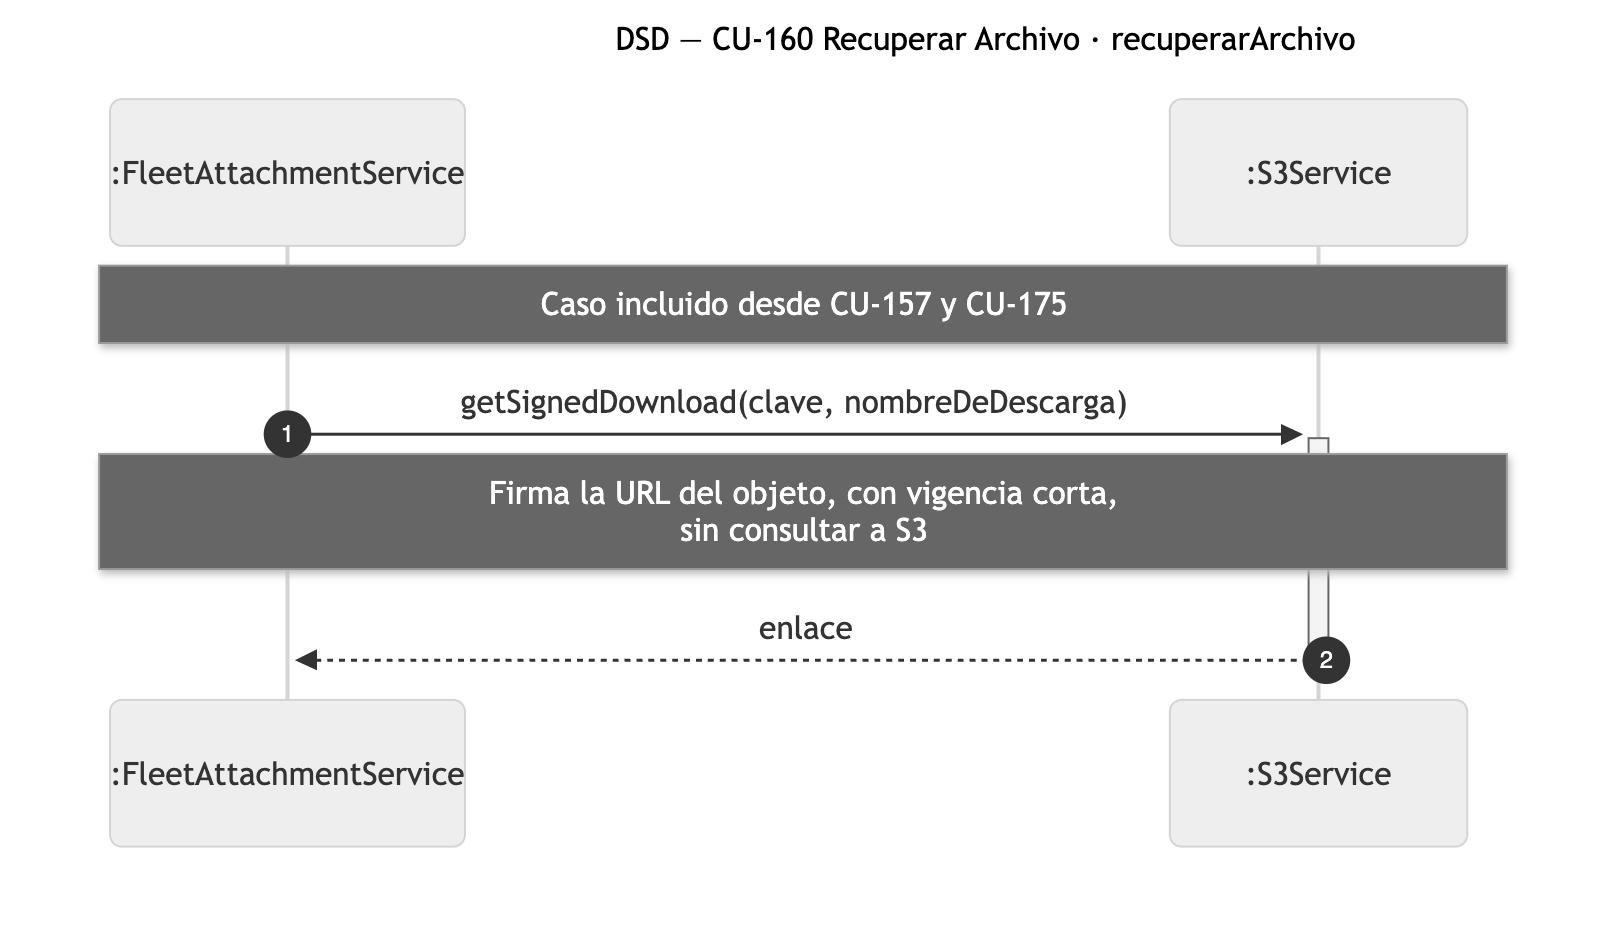 DSD — CU-160 Recuperar Archivo · recuperarArchivo
:FleetAttachmentService
:S3Service
Caso incluido desde CU-157 y CU-175
getSignedDownload(clave, nombreDeDescarga)
1
Firma la URL del objeto, con vigencia corta,
sin consultar a S3
enlace
2
:FleetAttachmentService
:S3Service